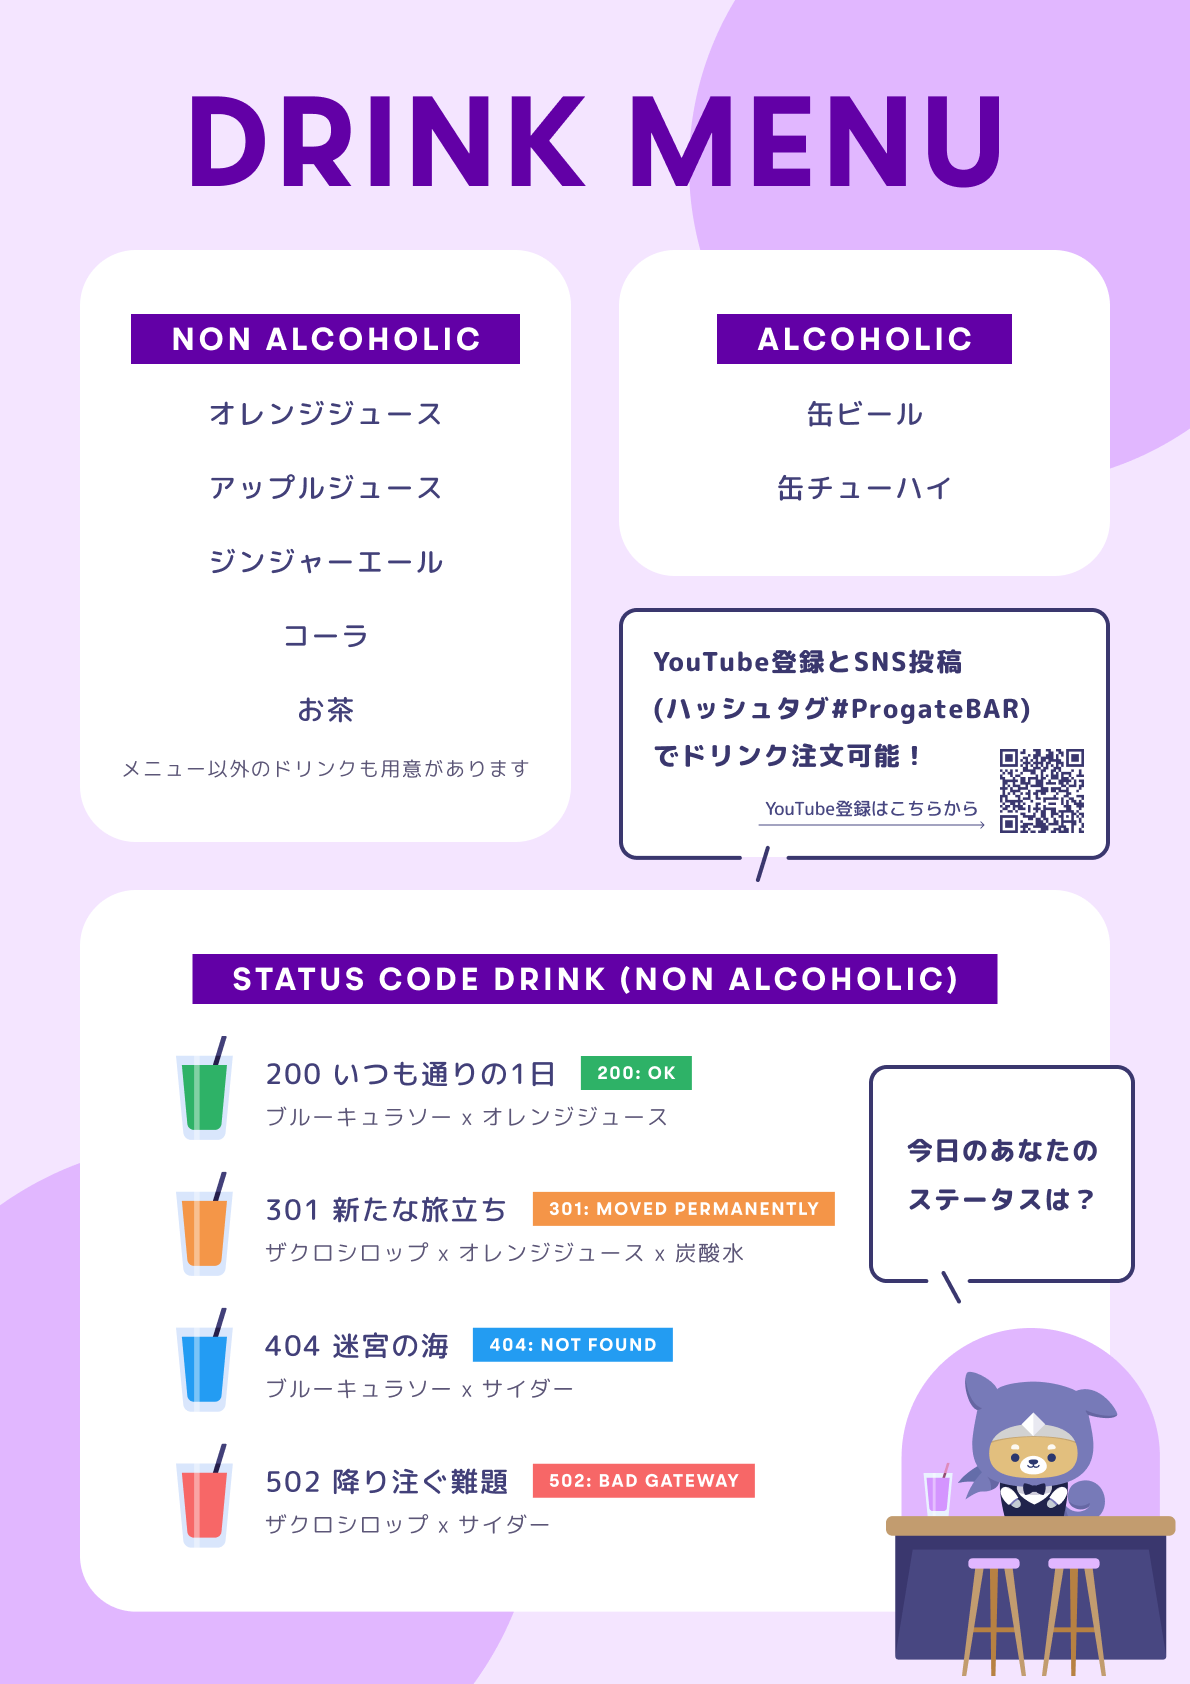 DRINK MENU
NON ALCOHOLIC
オレンジジュース
アップルジュース
ジンジャーエール
コーラ
お茶
メニュー以外のドリンクも用意があります
ALCOHOLIC
缶ビール
缶チューハイ
YouTube登録とSNS投稿
(ハッシュタグ#ProgateBAR)
でドリンク注文可能！
YouTube登録はこちらから
STATUS CODE DRINK (NON ALCOHOLIC)
200 いつも通りの1日 200: OK
ブルーキュラソー x オレンジジュース
301 新たな旅立ち 301: MOVED PERMANENTLY
ザクロシロップ x オレンジジュース x 炭酸水
404 迷宮の海 404: NOT FOUND
ブルーキュラソー x サイダー
502 降り注ぐ難題 502: BAD GATEWAY
ザクロシロップ x サイダー
今日のあなたの
ステータスは？